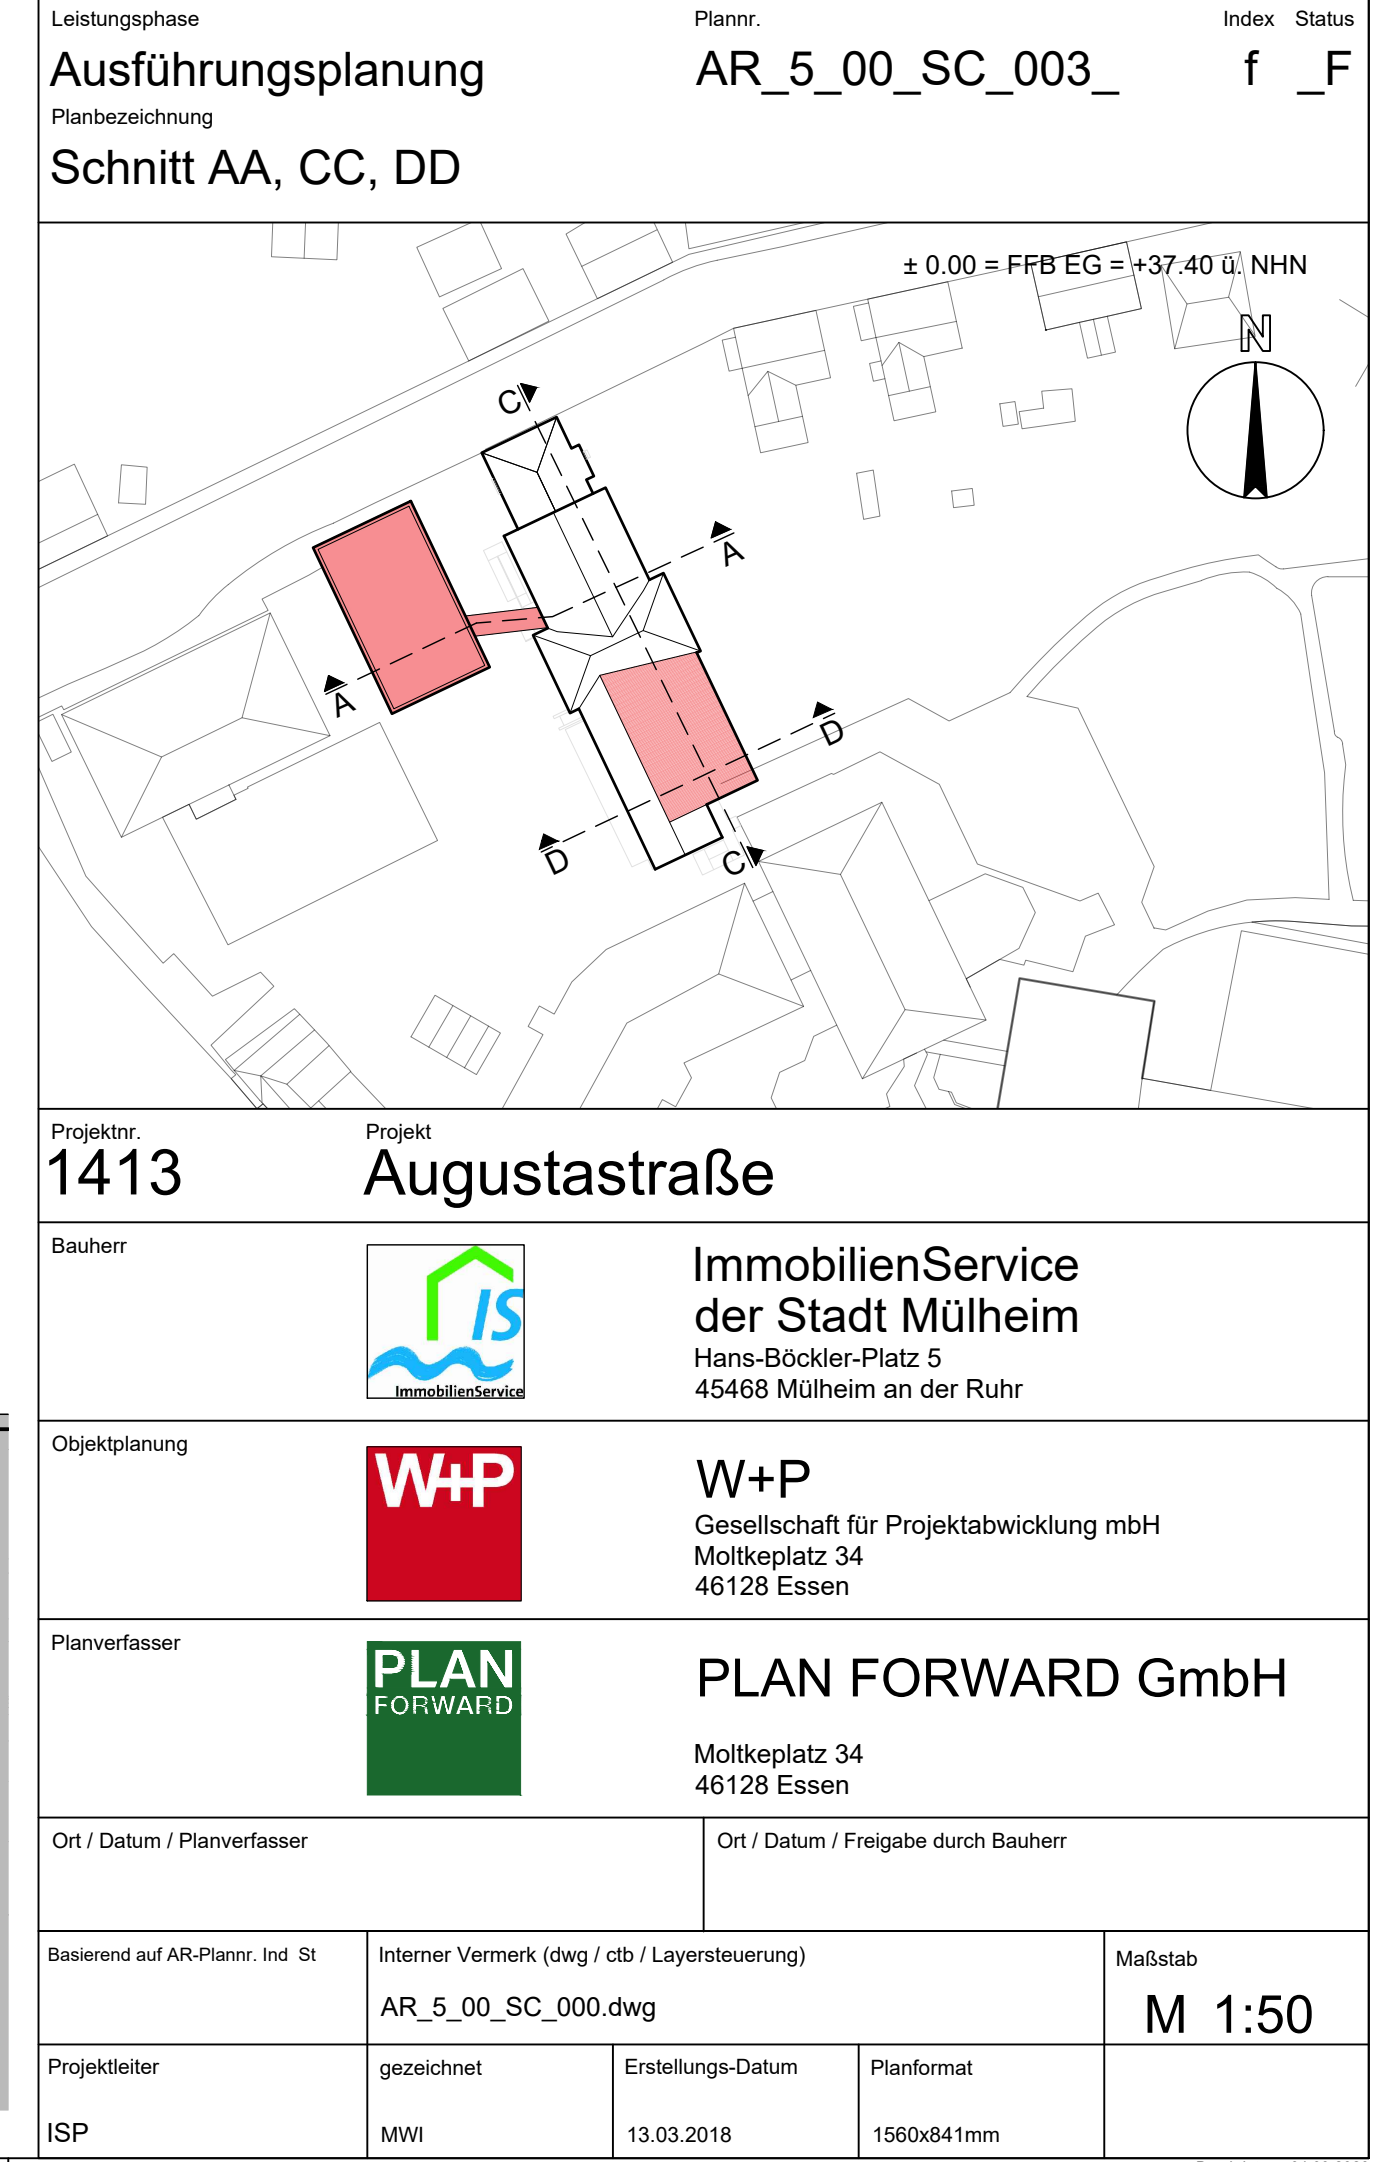 Leistungsphase
Plannr.
Index Status
Ausführungsplanung
AR_5_00_SC_003_
f _F
Planbezeichnung
Schnitt AA, CC, DD
± 0.00 = FFB EG = +37.40 ü. NHN
N
C
A
A
D
D
C
Projektnr.
Projekt
1413
Augustastraße
Bauherr
IS
ImmobilienService
ImmobilienService
der Stadt Mülheim
Hans-Böckler-Platz 5
45468 Mülheim an der Ruhr
Objektplanung
W+P
W+P
Gesellschaft für Projektabwicklung mbH
Moltkeplatz 34
46128 Essen
Planverfasser
PLAN
FORWARD
PLAN FORWARD GmbH
Moltkeplatz 34
46128 Essen
Ort / Datum / Planverfasser
Ort / Datum / Freigabe durch Bauherr
Basierend auf AR-Plannr. Ind St
Interner Vermerk (dwg / ctb / Layersteuerung)
AR_5_00_SC_000.dwg
Maßstab
M 1:50
Projektleiter
gezeichnet
Erstellungs-Datum
Planformat
ISP
MWI
13.03.2018
1560x841mm